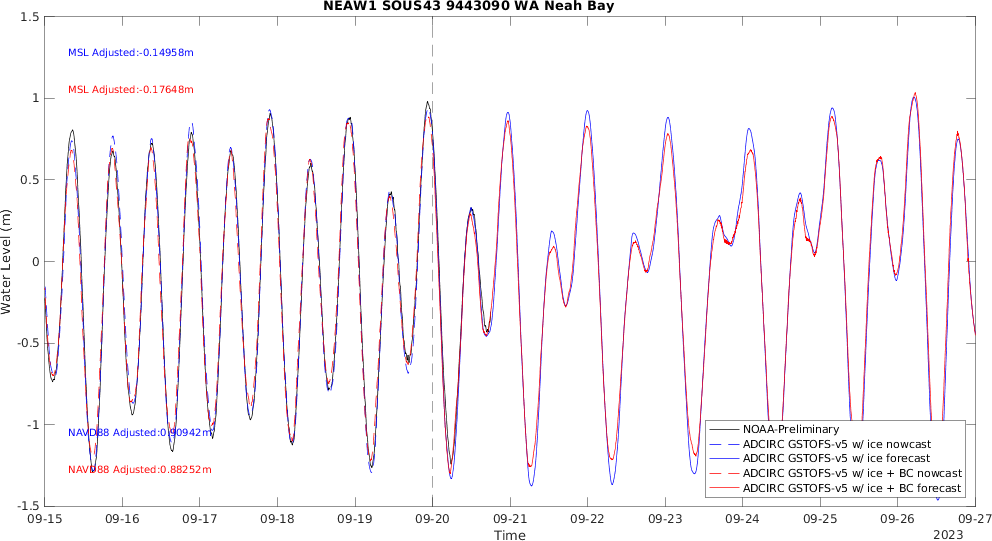 NEAW1 SOUS43 9443090 WA Neah Bay
MSL Adjusted:-0.14958m
MSL Adjusted:-0.17648m
NAVD88 Adjusted:0.90942m
NAVD88 Adjusted:0.88252m
Water Level (m)
1.5
1
0.5
0
-0.5
-1
-1.5
NOAA-Preliminary
ADCIRC GSTOFS-v5 w/ ice nowcast
ADCIRC GSTOFS-v5 w/ ice forecast
ADCIRC GSTOFS-v5 w/ ice + BC nowcast
ADCIRC GSTOFS-v5 w/ ice + BC forecast
09-15 09-16 09-17 09-18 09-19 09-20 09-21 09-22 09-23 09-24 09-25 09-26 09-27
Time
2023